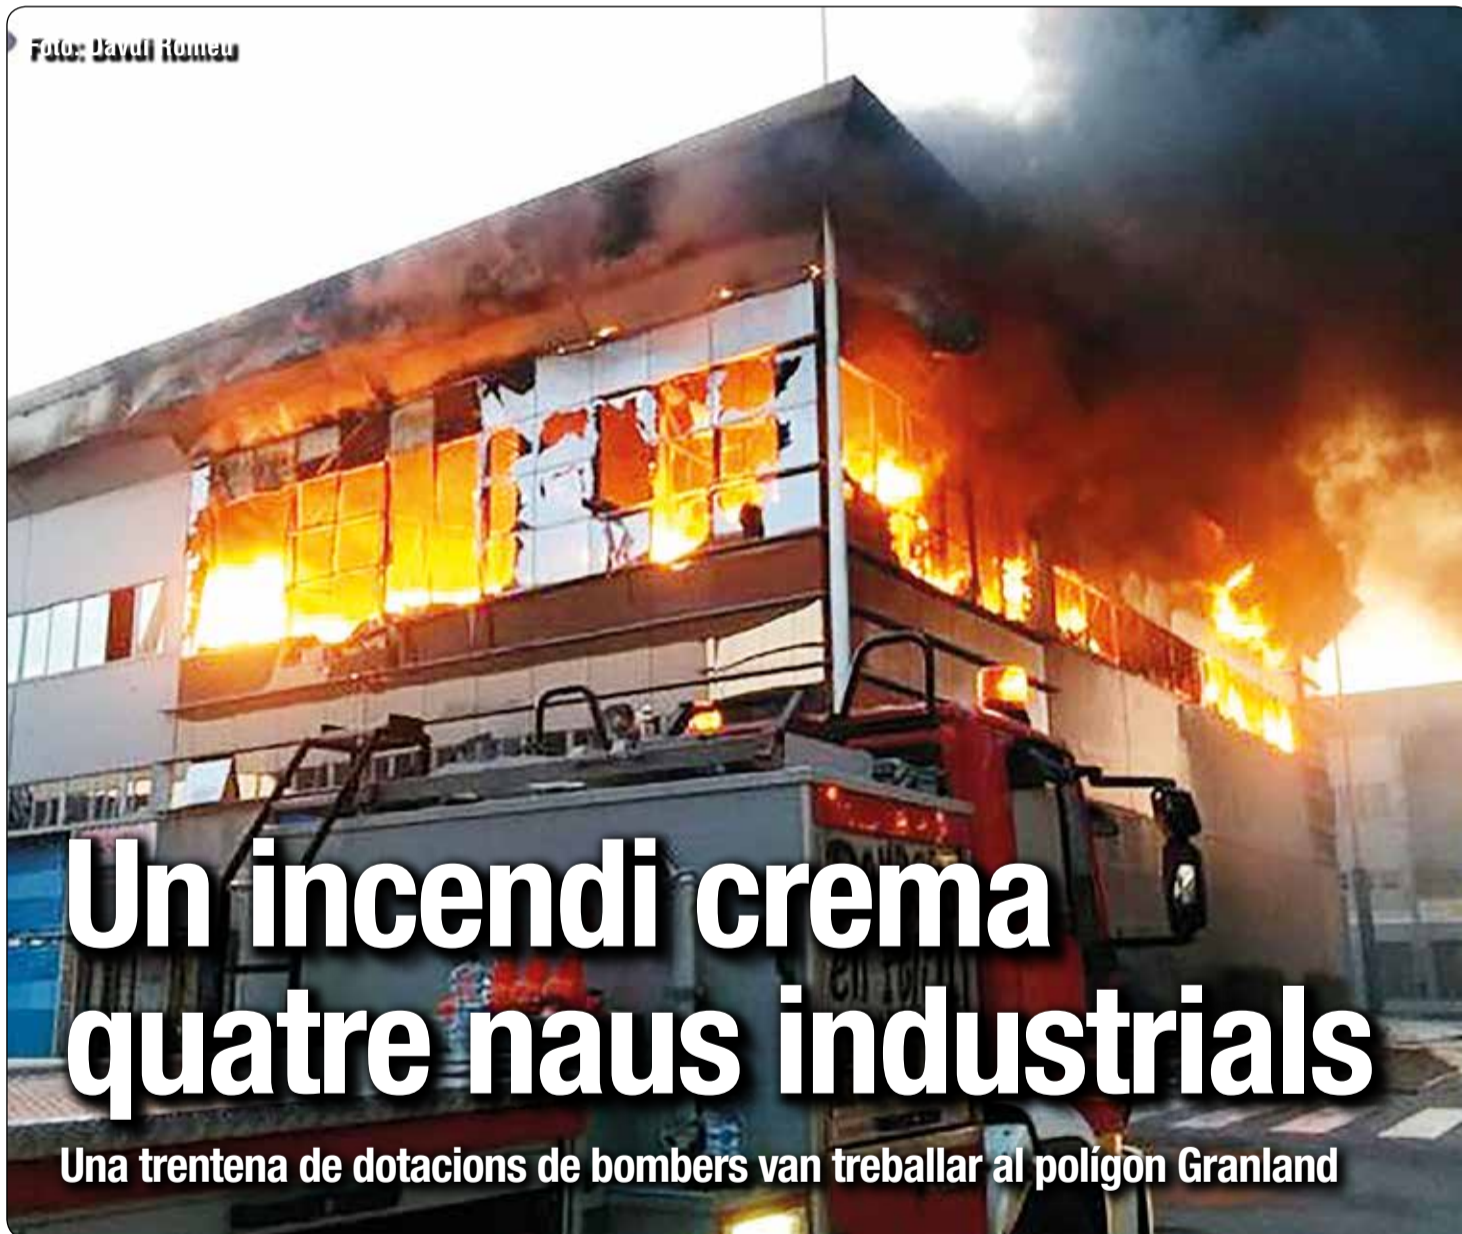 Foto: Davdi Romeu
Un incendi crema
quatre naus industrials
Una trentena de dotacions de bombers van treballar al polígon Granland